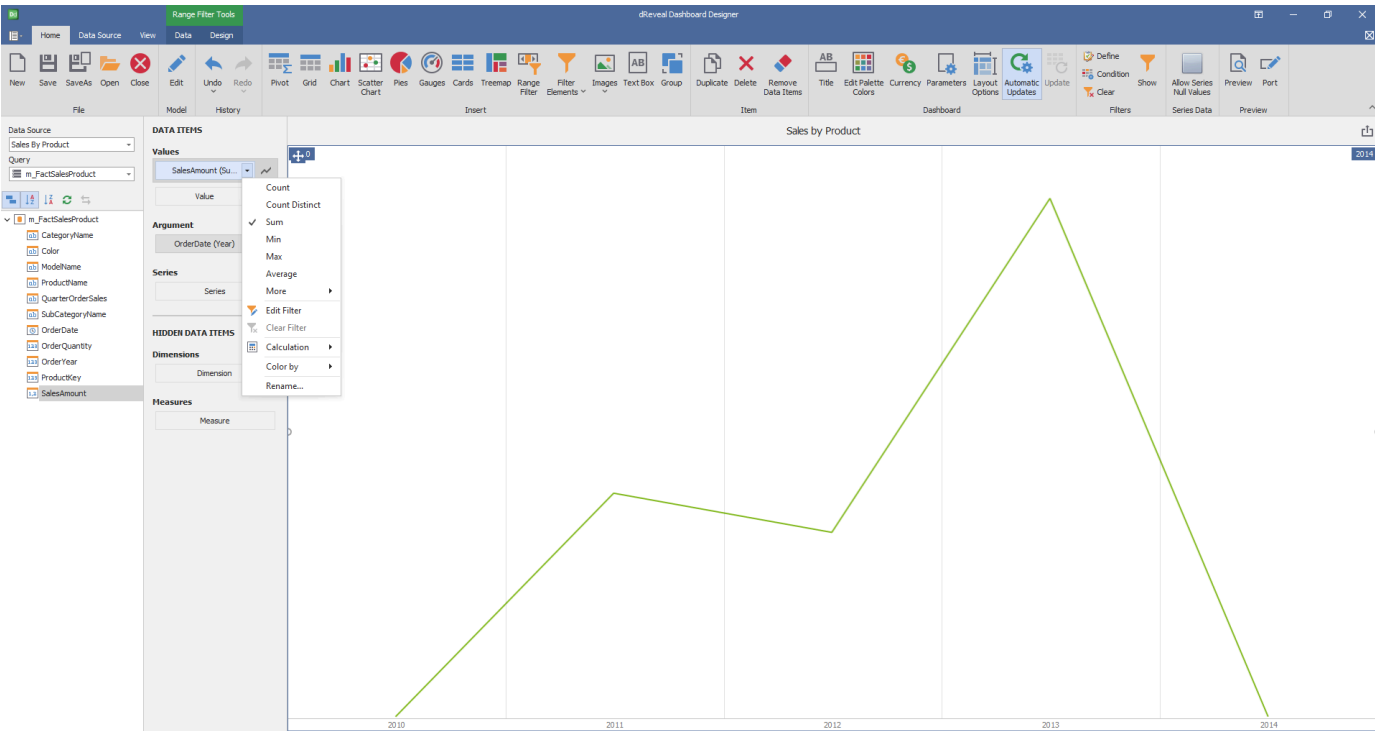 Range Filter Tools
dReveal Dashboard Designer
Home Data Source View Data Design
New Save SaveAs Open Close Edit Undo Redo Pivot Grid Chart Scatter Chart Pies Gauges Cards Treemap Range Filter Filter Elements Images Text Box Group Duplicate Delete Remove Data Items Title Edit Palette Colors Currency Parameters Layout Options Automatic Updates Update Define Condition Clear Show Allow Series Null Values Preview Port
File Model History Insert Item Dashboard Filters Series Data Preview
Data Source
Sales By Product
Query
m_FactSalesProduct
m_FactSalesProduct
CategoryName
Color
ModelName
ProductName
QuarterOrderSales
SubCategoryName
OrderDate
OrderQuantity
OrderYear
ProductKey
SalesAmount
DATA ITEMS
Values
SalesAmount (Su...
Value
Argument
OrderDate (Year)
Series
Series
HIDDEN DATA ITEMS
Dimensions
Dimension
Measures
Measure
Count
Count Distinct
Sum
Min
Max
Average
More
Edit Filter
Clear Filter
Calculation
Color by
Rename...
Sales by Product
0
2014
2010 2011 2012 2013 2014